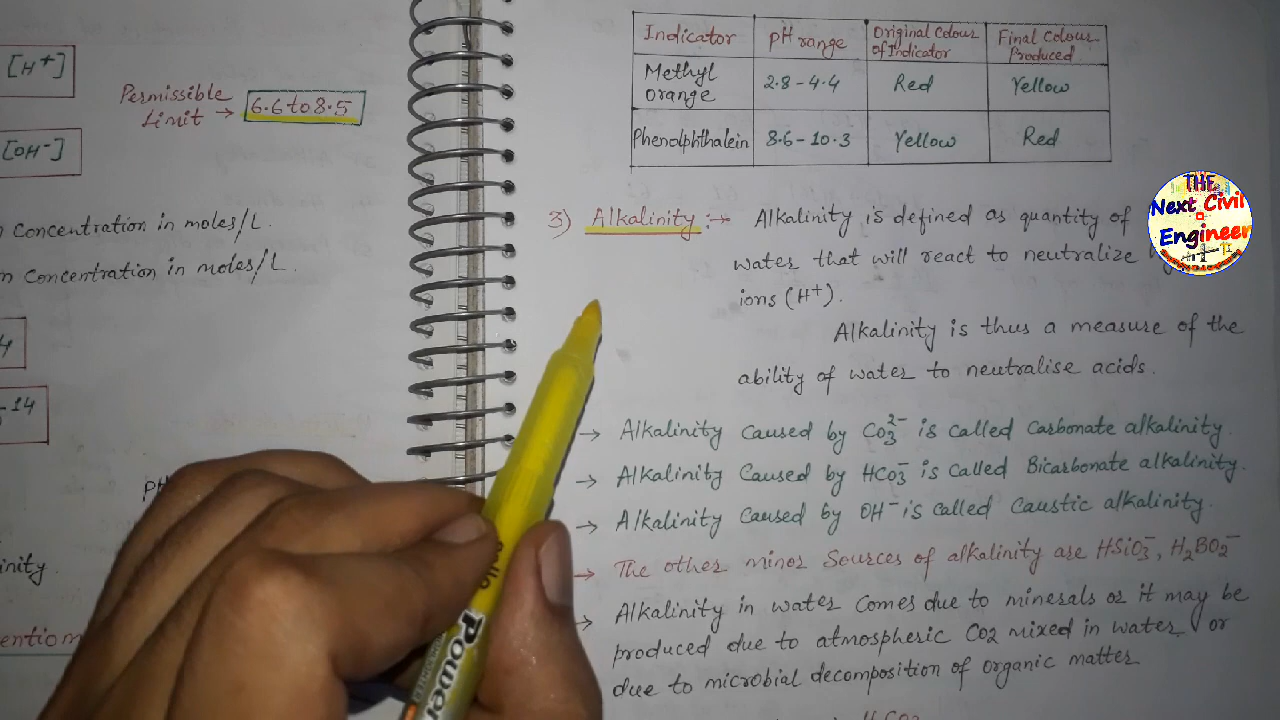 [H+]
Permissible
Limit → 6.6 to 8.5
[OH-]
Concentration in moles/L.
n Concentration in moles/L.
-14
PH
inity.
ention
Indicator pH range Original Colour of Indicator Final Colour Produced
Methyl orange 2.8 - 4.4 Red Yellow
Phenolphthalein 8.6 - 10.3 Yellow Red
3) Alkalinity :→ Alkalinity is defined as quantity of
water that will react to neutralize
ions (H+).
Alkalinity is thus a measure of the
ability of water to neutralise acids.
→ Alkalinity caused by CO3 2- is called Carbonate alkalinity.
→ Alkalinity Caused by HCO3- is Called Bicarbonate alkalinity.
→ Alkalinity Caused by OH- is called Caustic alkalinity.
→ The other minor Sources of alkalinity are HSiO3-, H2BO2-
→ Alkalinity in water Comes due to minerals or it may be
produced due to atmospheric CO2 mixed in water or
due to microbial decomposition of organic matter
THE
Next Civil
Engineer
Power